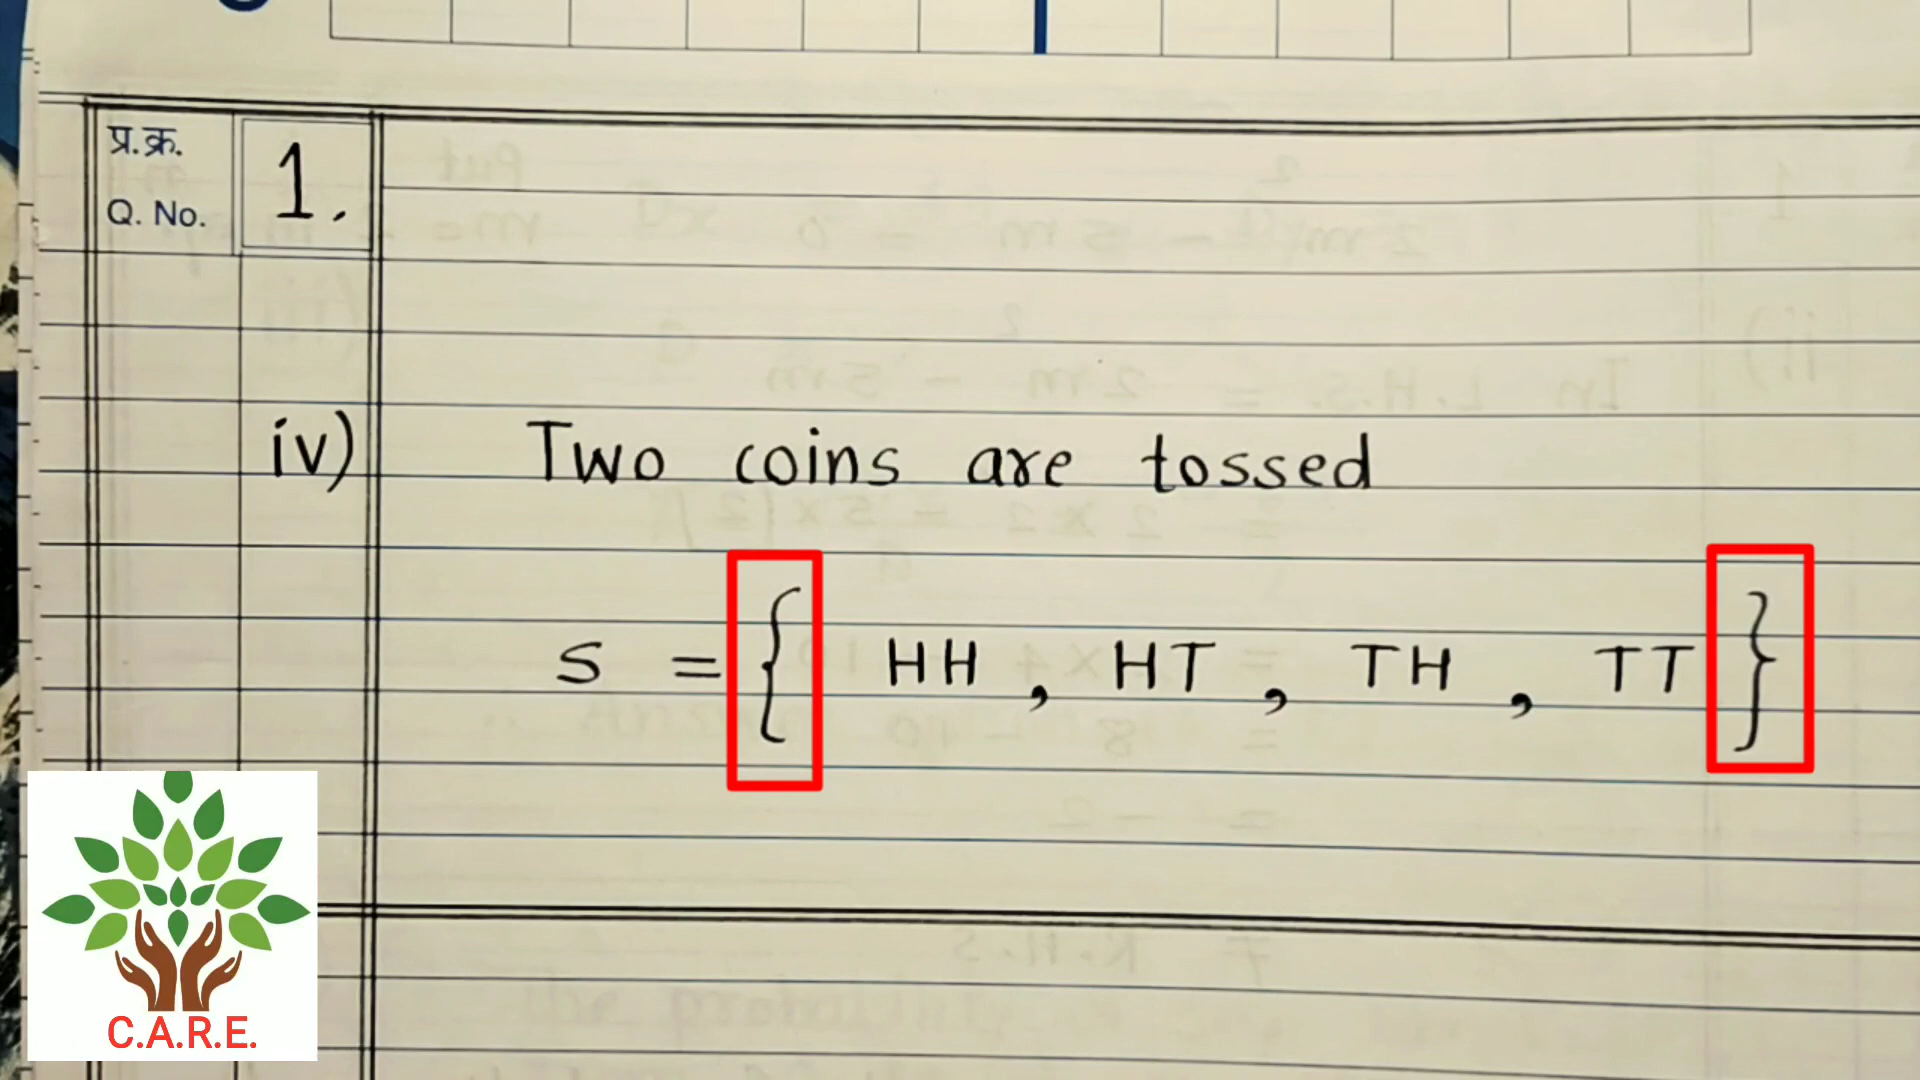 प्र.क्र.
Q. No.
1.
iv) Two coins are tossed
S = { HH , HT , TH , TT }
C.A.R.E.